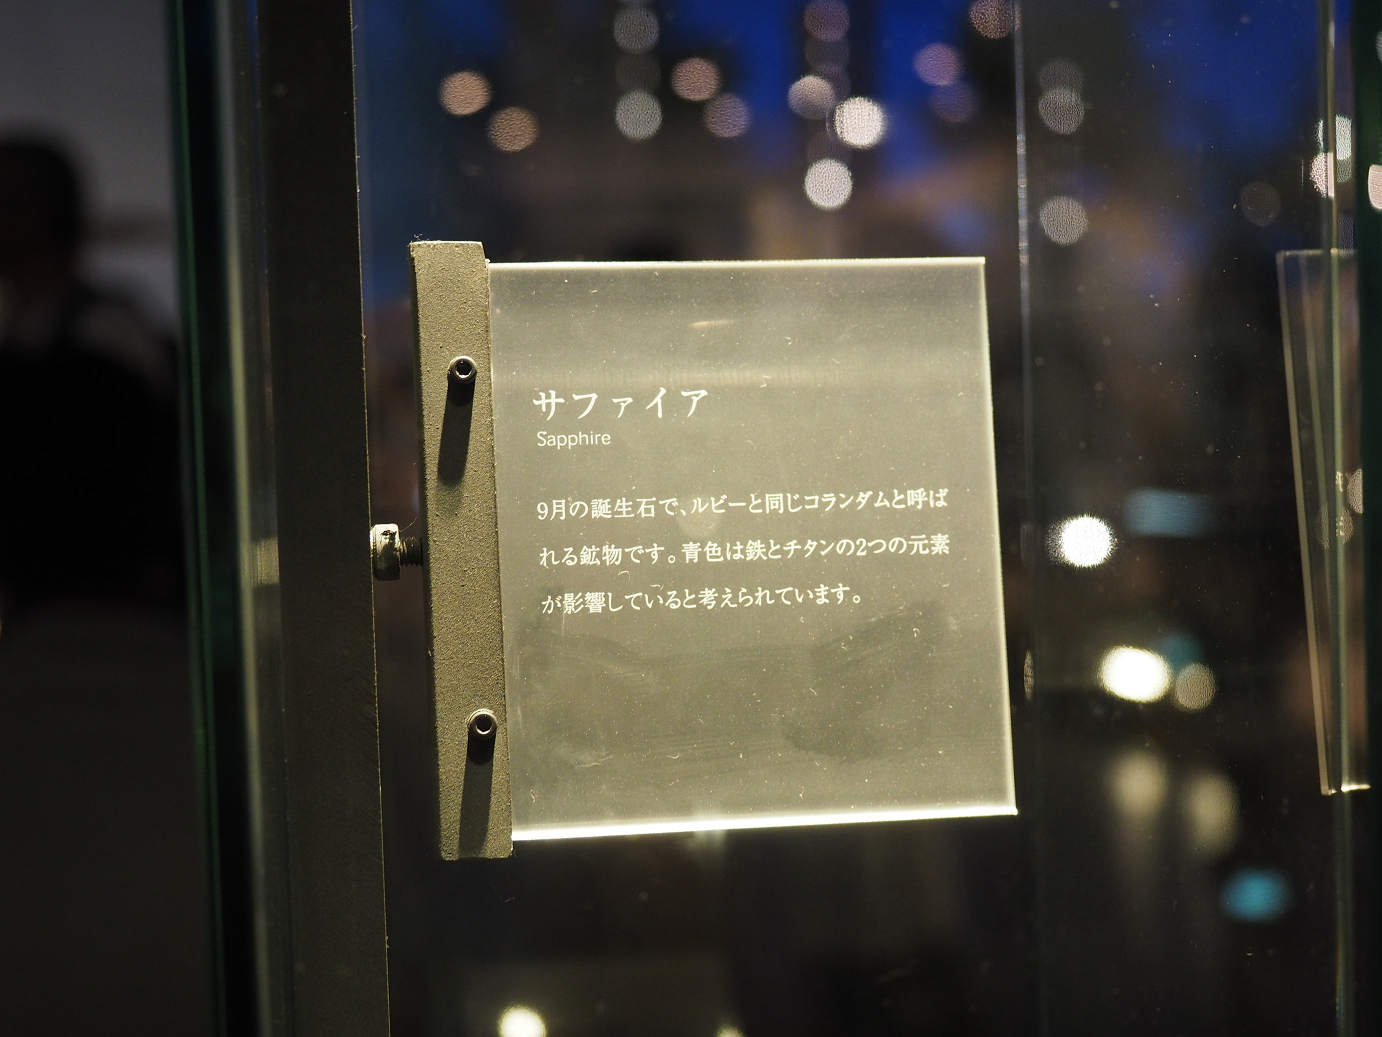 サファイア
Sapphire
9月の誕生石で、ルビーと同じコランダムと呼ば
れる鉱物です。青色は鉄とチタンの2つの元素
が影響していると考えられています。